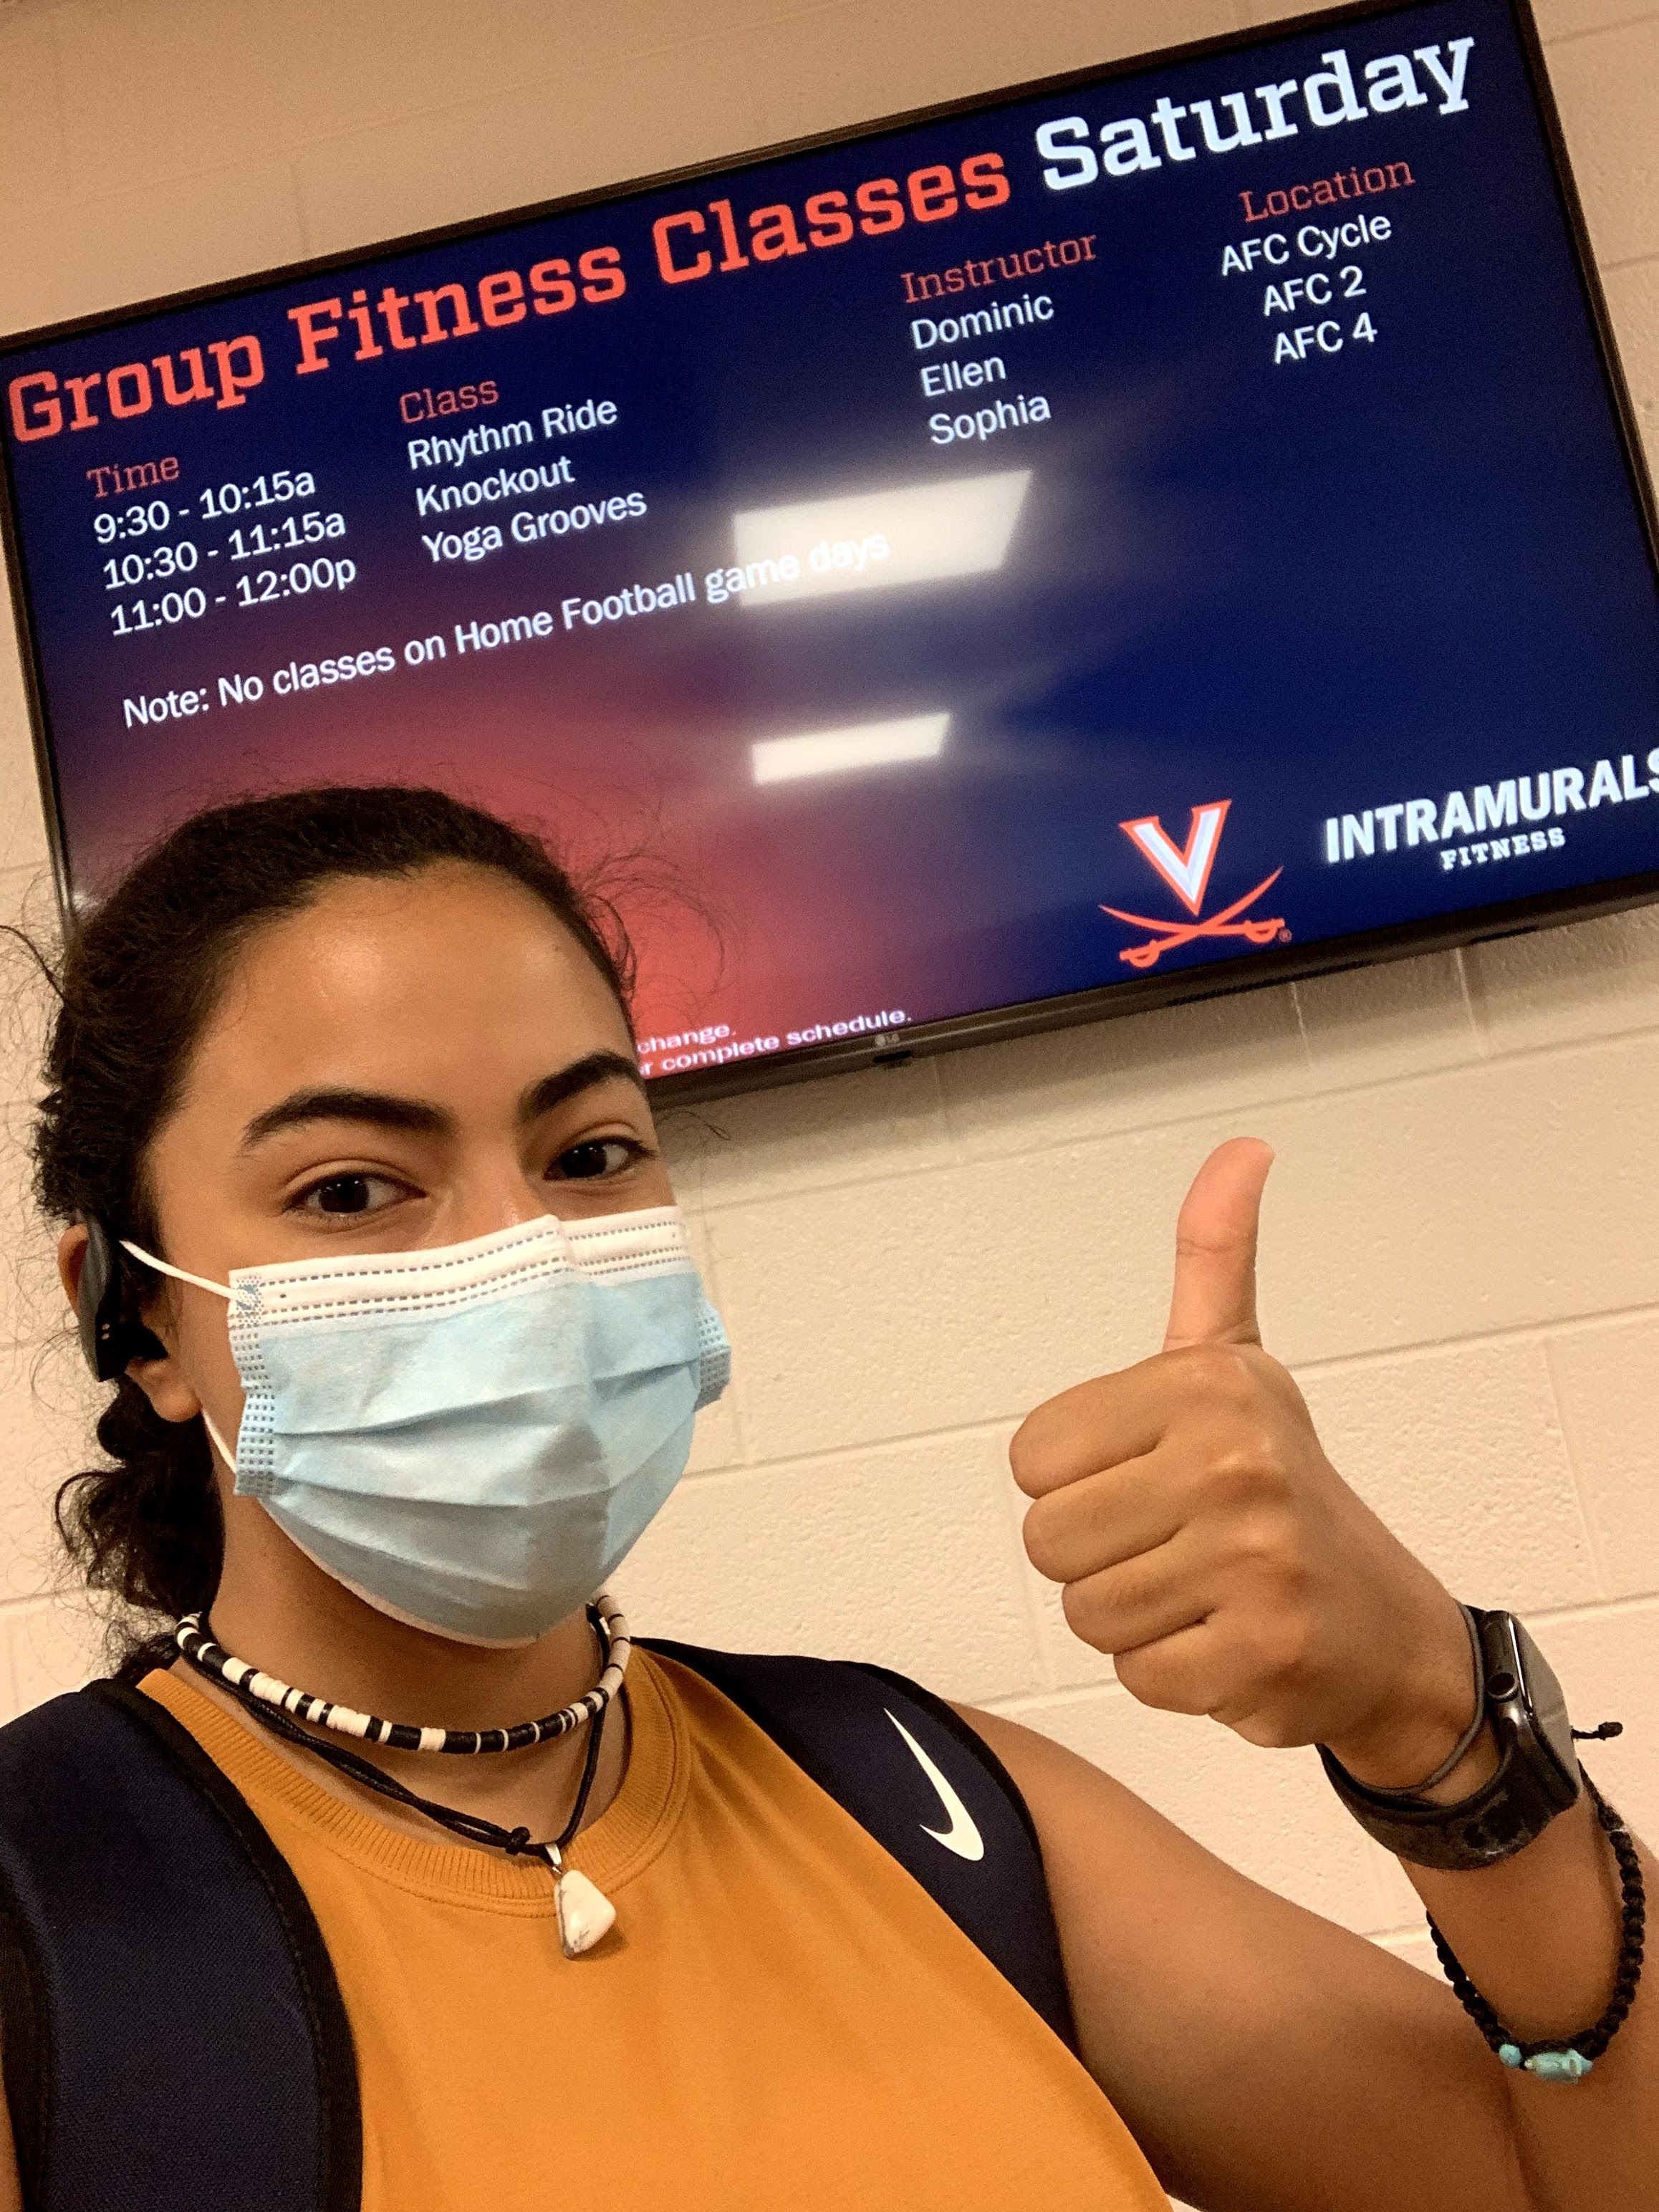 Group Fitness Classes Saturday
Time Class Instructor Location
9:30 - 10:15a Rhythm Ride Dominic AFC Cycle
10:30 - 11:15a Knockout Ellen AFC 2
11:00 - 12:00p Yoga Grooves Sophia AFC 4
Note: No classes on Home Football game days
V
INTRAMURALS
FITNESS
change.
complete schedule.
LG